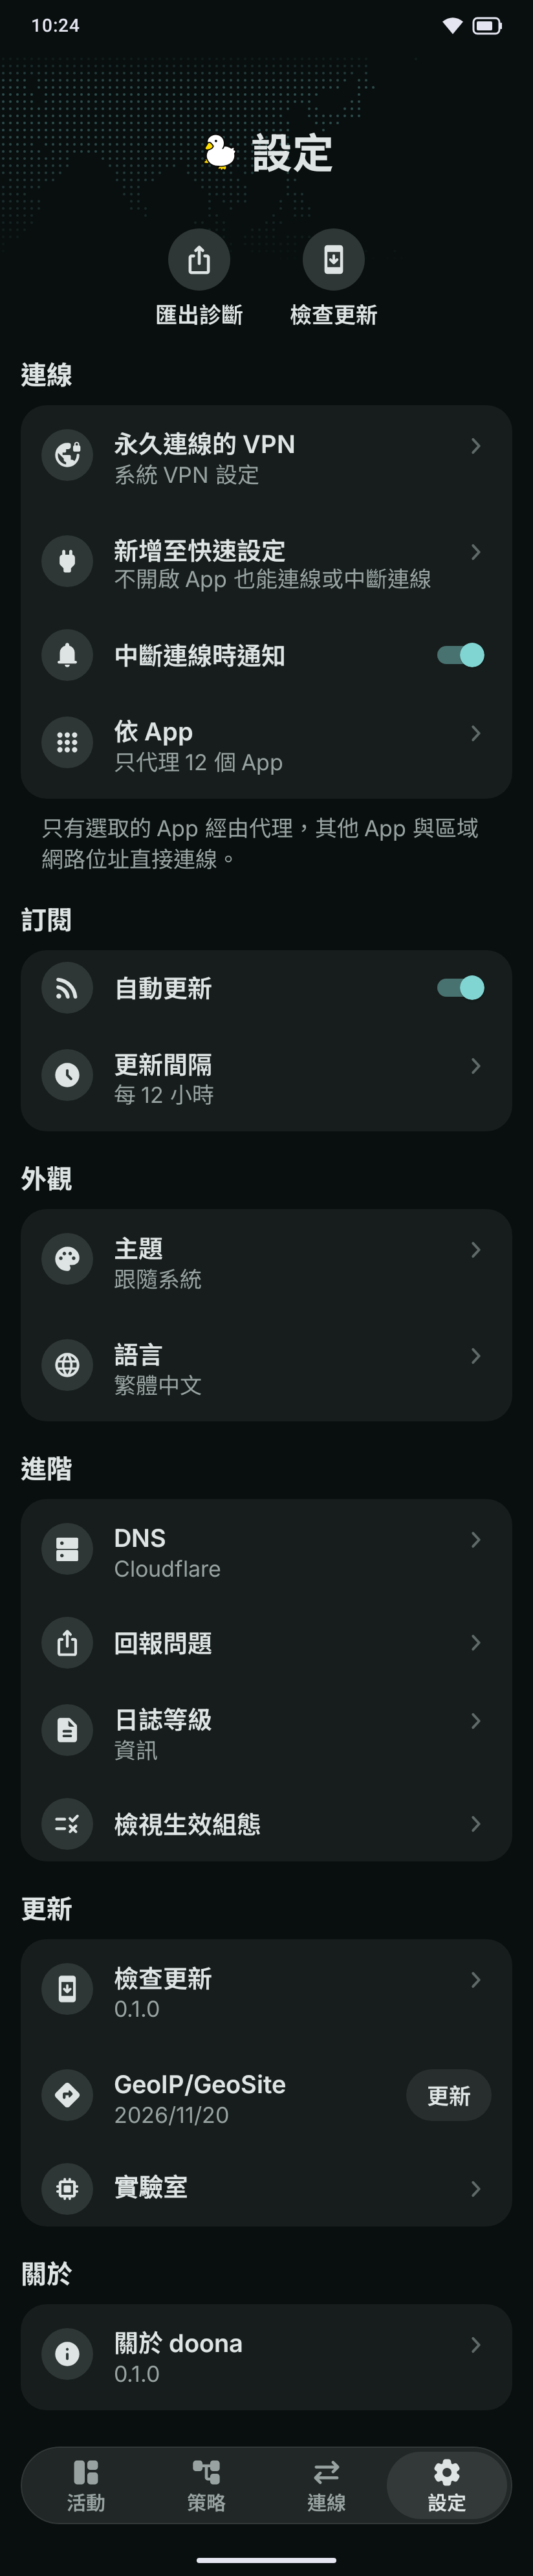 10:24
設定
匯出診斷
檢查更新
連線
永久連線的 VPN
系統 VPN 設定
新增至快速設定
不開啟 App 也能連線或中斷連線
中斷連線時通知
依 App
只代理 12 個 App
只有選取的 App 經由代理，其他 App 與區域
網路位址直接連線。
訂閱
自動更新
更新間隔
每 12 小時
外觀
主題
跟隨系統
語言
繁體中文
進階
DNS
Cloudflare
回報問題
日誌等級
資訊
檢視生效組態
更新
檢查更新
0.1.0
GeoIP/GeoSite
2026/11/20
更新
實驗室
關於
關於 doona
0.1.0
活動
策略
連線
設定